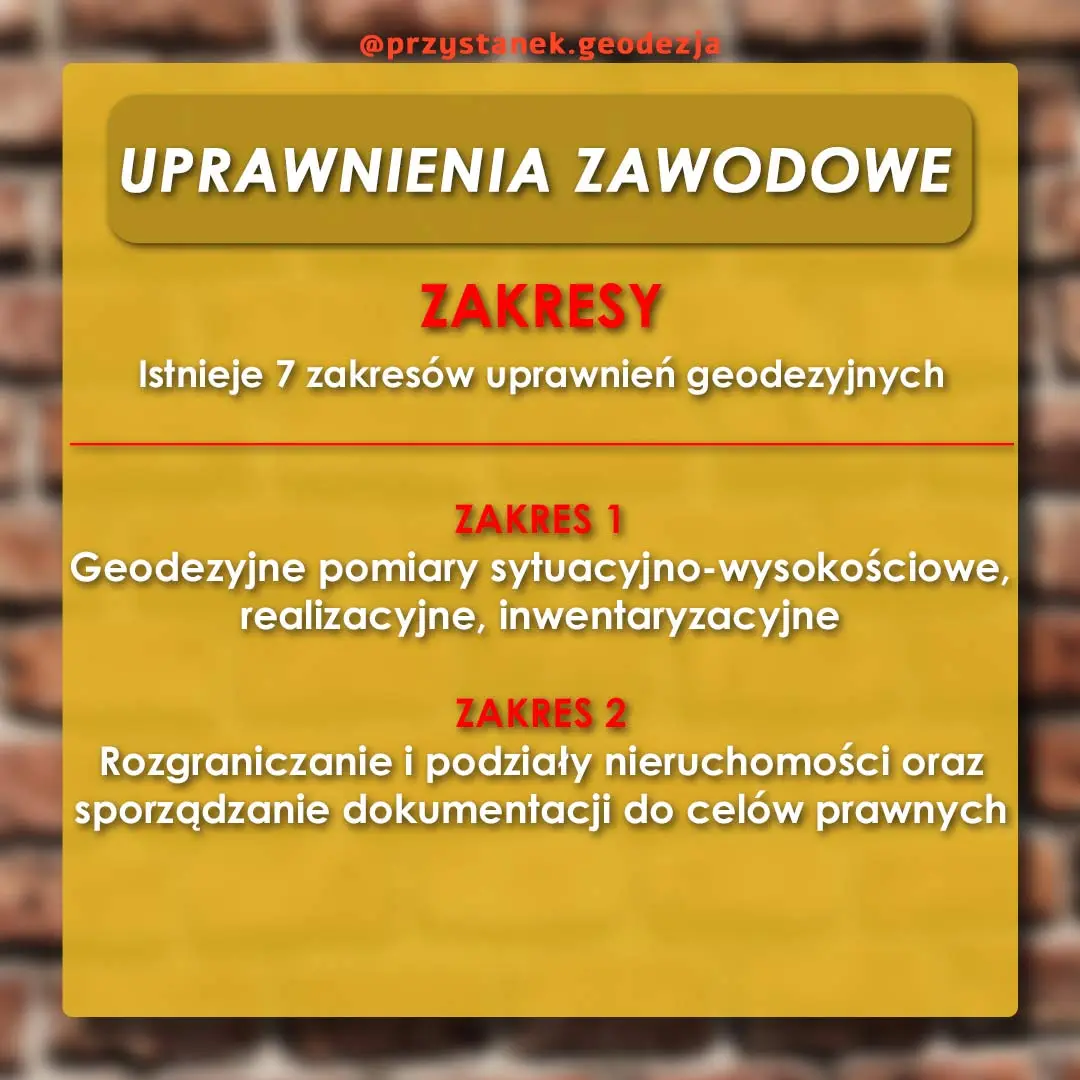 @przystanek.geodezja
UPRAWNIENIA ZAWODOWE
ZAKRESY
Istnieje 7 zakresów uprawnień geodezyjnych
ZAKRES 1
Geodezyjne pomiary sytuacyjno-wysokościowe,
realizacyjne, inwentaryzacyjne
ZAKRES 2
Rozgraniczanie i podziały nieruchomości oraz
sporządzanie dokumentacji do celów prawnych